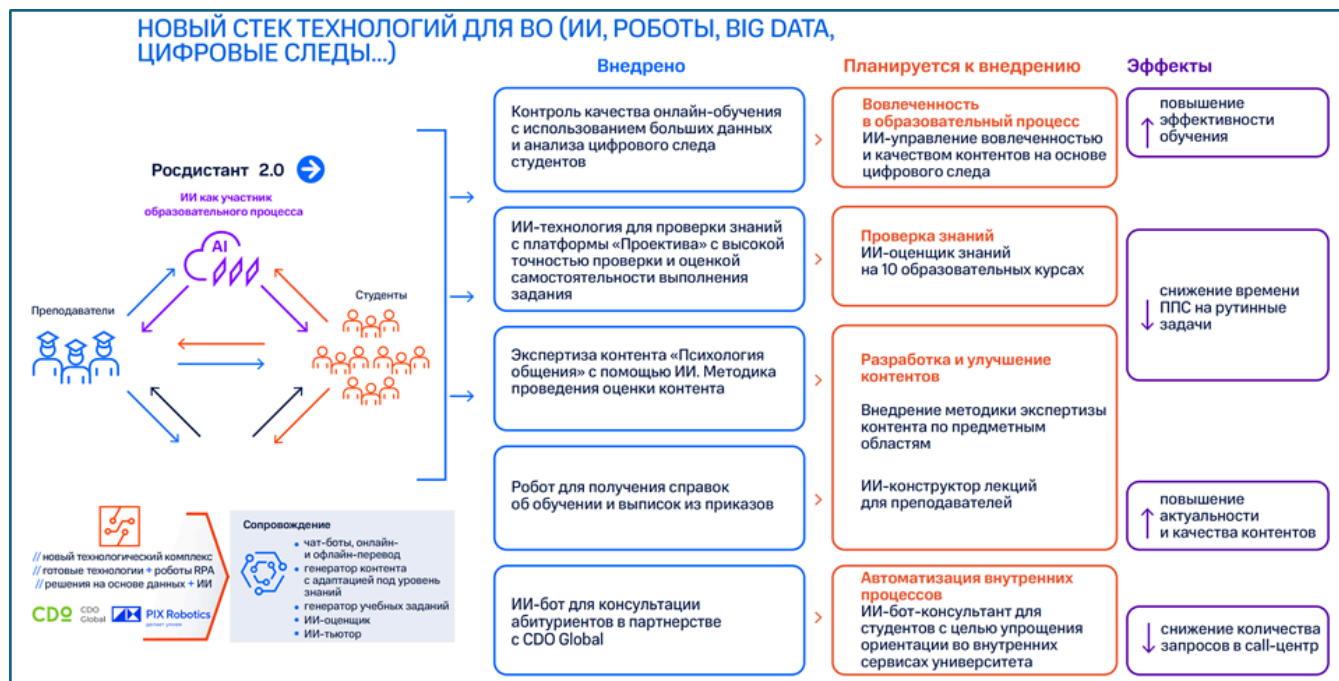 НОВЫЙ СТЕК ТЕХНОЛОГИЙ ДЛЯ ВО (ИИ, РОБОТЫ, BIG DATA,
ЦИФРОВЫЕ СЛЕДЫ...)
Росдистант 2.0
ИИ как участник
образовательного процесса
AI
Преподаватели
Студенты
//новый технологический комплекс
//готовые технологии + роботы RPA
//решения на основе данных + ИИ
CDO
CDO
Global
PIX Robotics
делает умнее
Сопровождение
• чат-боты, онлайн-
и офлайн-перевод
• генератор контента
с адаптацией под уровень
знаний
• генератор учебных заданий
• ИИ-оценщик
• ИИ-тьютор
Внедрено
Контроль качества онлайн-обучения
с использованием больших данных
и анализа цифрового следа
студентов
ИИ-технология для проверки знаний
с платформы «Проектива» с высокой
точностью проверки и оценкой
самостоятельности выполнения
задания
Экспертиза контента «Психология
общения» с помощью ИИ. Методика
проведения оценки контента
Робот для получения справок
об обучении и выписок из приказов
ИИ-бот для консультации
абитуриентов в партнерстве
с CDO Global
Планируется к внедрению
Вовлеченность
в образовательный процесс
ИИ-управление вовлеченностью
и качеством контентов на основе
цифрового следа
Проверка знаний
ИИ-оценщик знаний
на 10 образовательных курсах
Разработка и улучшение
контентов
Внедрение методики экспертизы
контента по предметным
областям
ИИ-конструктор лекций
для преподавателей
Автоматизация внутренних
процессов
ИИ-бот-консультант для
студентов с целью упрощения
ориентации во внутренних
сервисах университета
Эффекты
повышение
эффективности
обучения
снижение времени
ППС на рутинные
задачи
повышение
актуальности
и качества контентов
снижение количества
запросов в call-центр